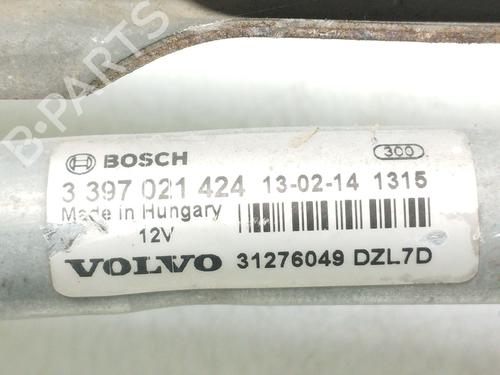 B-PARTS
BOSCH
300
3 397 021 424 13-02-14 1315
Made in Hungary
12V
VOLVO 31276049 DZL7D